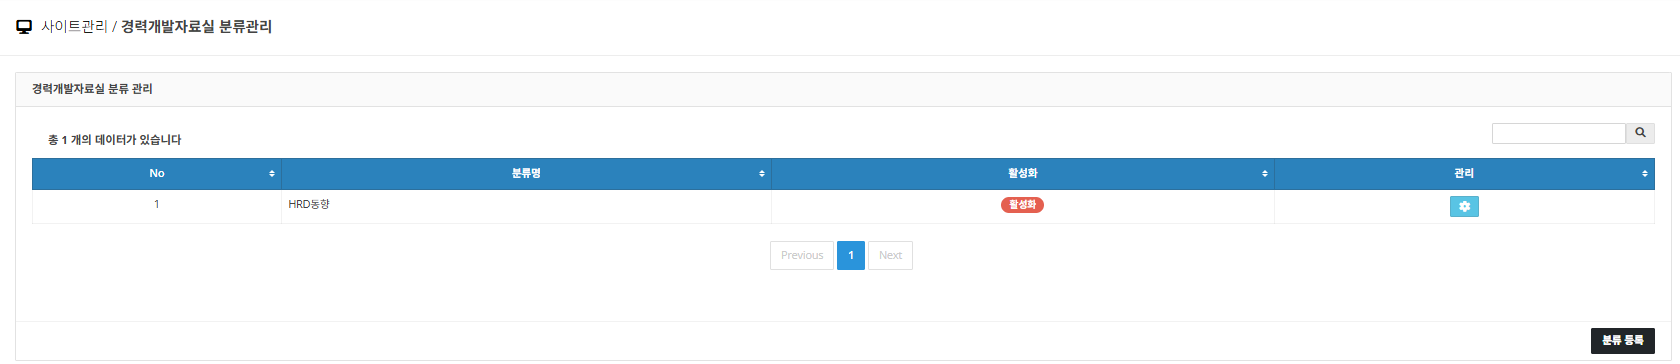 사이트관리 / 경력개발자료실 분류관리
경력개발자료실 분류 관리
총 1 개의 데이터가 있습니다
No 분류명 활성화 관리
1 HRD동향 활성화
Previous 1 Next
분류 등록